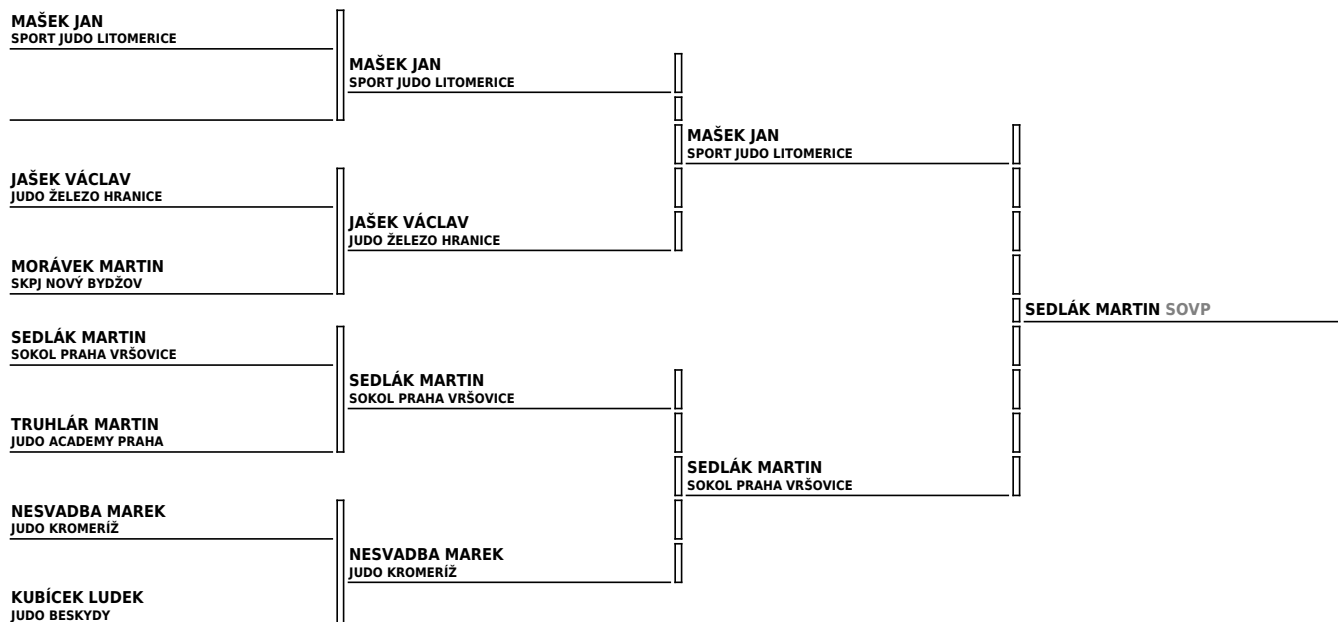 MAŠEK JAN
SPORT JUDO LITOMERICE
JAŠEK VÁCLAV
JUDO ŽELEZO HRANICE
MORÁVEK MARTIN
SKPJ NOVÝ BYDŽOV
SEDLÁK MARTIN
SOKOL PRAHA VRŠOVICE
TRUHLÁR MARTIN
JUDO ACADEMY PRAHA
NESVADBA MAREK
JUDO KROMERÍŽ
KUBÍCEK LUDEK
JUDO BESKYDY
MAŠEK JAN
SPORT JUDO LITOMERICE
JAŠEK VÁCLAV
JUDO ŽELEZO HRANICE
SEDLÁK MARTIN
SOKOL PRAHA VRŠOVICE
NESVADBA MAREK
JUDO KROMERÍŽ
MAŠEK JAN
SPORT JUDO LITOMERICE
SEDLÁK MARTIN
SOKOL PRAHA VRŠOVICE
SEDLÁK MARTIN SOVP